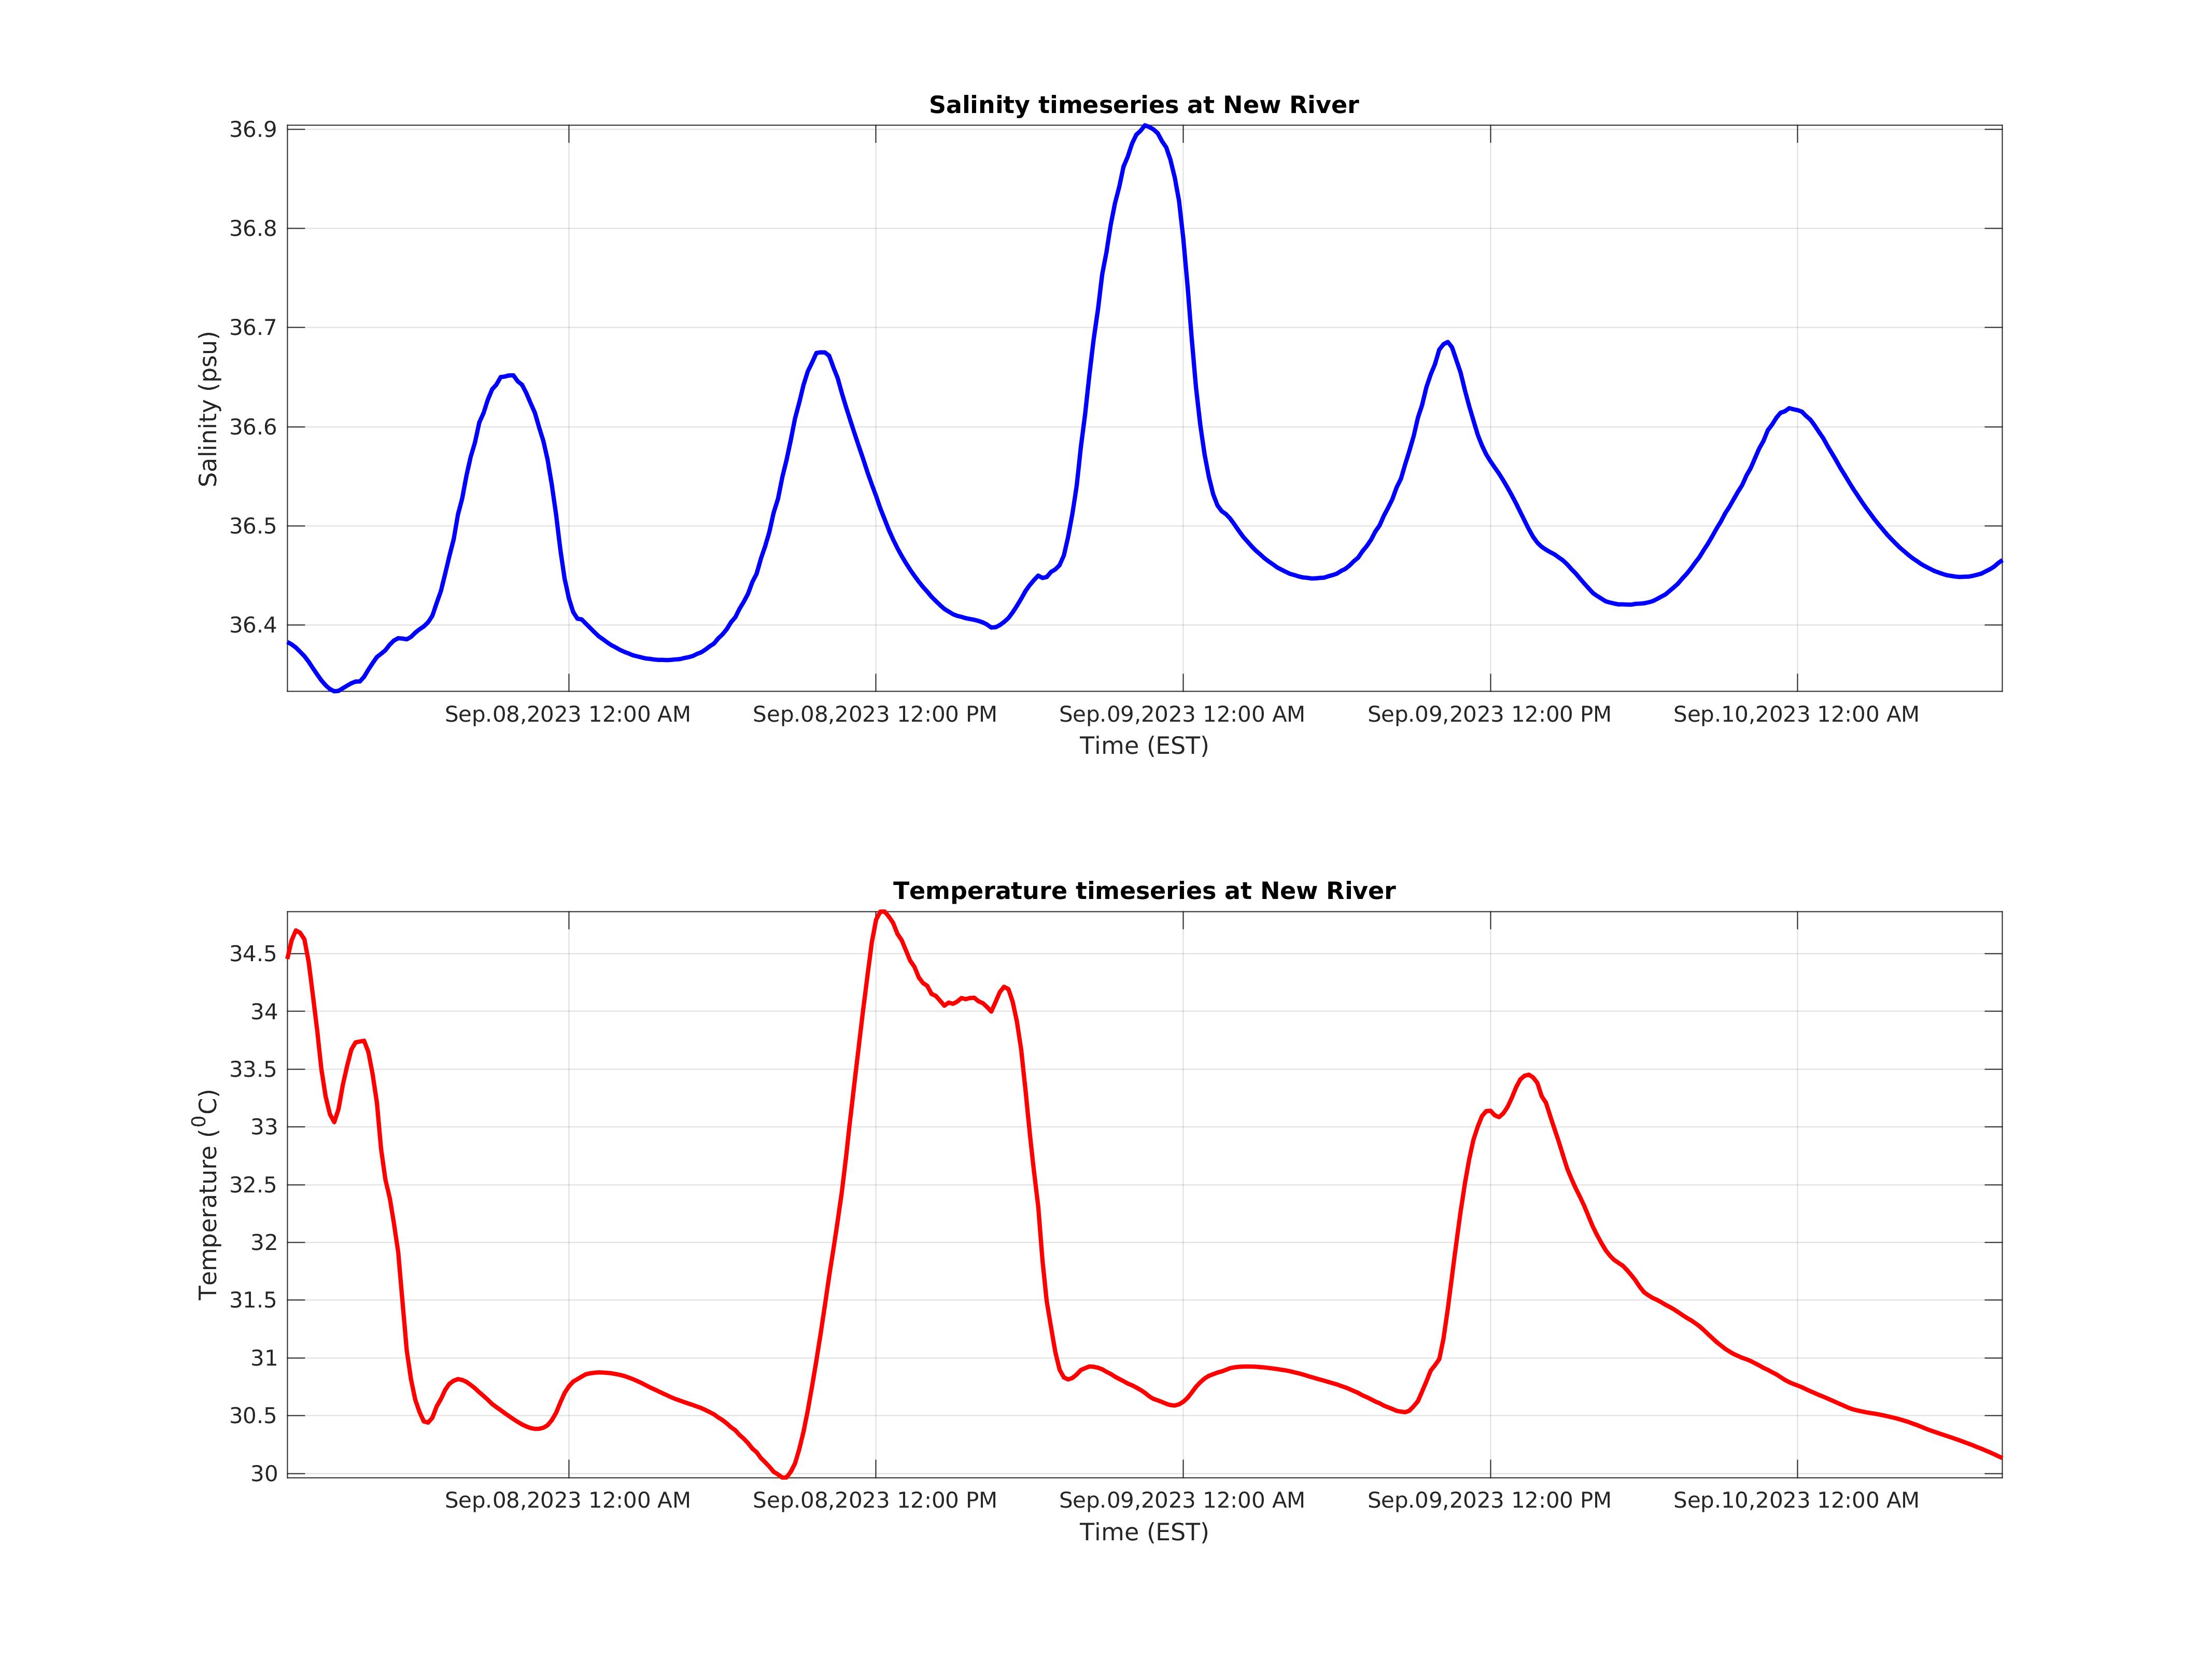 Salinity timeseries at New River
36.9
36.8
36.7
36.6
36.5
36.4
Salinity (psu)
Sep.08,2023 12:00 AM Sep.08,2023 12:00 PM Sep.09,2023 12:00 AM Sep.09,2023 12:00 PM Sep.10,2023 12:00 AM
Time (EST)
Temperature timeseries at New River
34.5
34
33.5
33
32.5
32
31.5
31
30.5
30
Temperature (⁰C)
Sep.08,2023 12:00 AM Sep.08,2023 12:00 PM Sep.09,2023 12:00 AM Sep.09,2023 12:00 PM Sep.10,2023 12:00 AM
Time (EST)